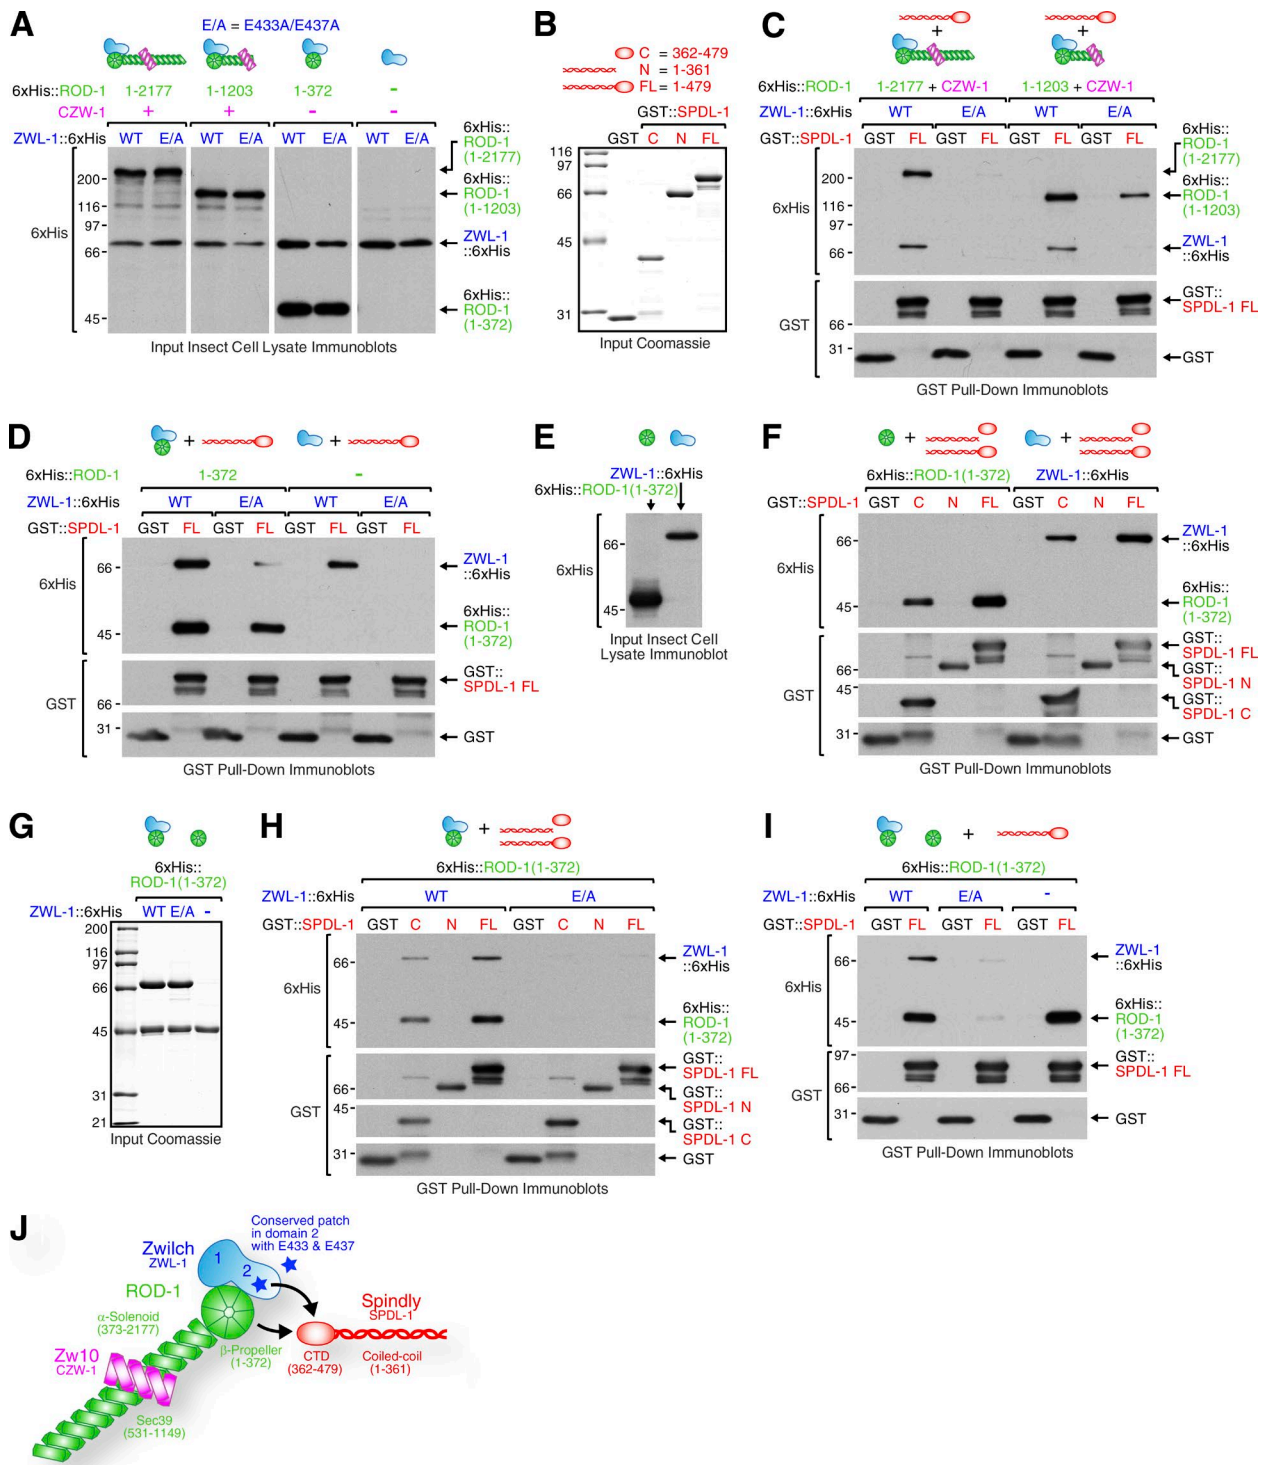 A
E/A = E433A/E437A
6xHis::ROD-1 1-2177 1-1203 1-372 -
CZW-1 + + - -
ZWL-1::6xHis WT E/A WT E/A WT E/A WT E/A
6xHis
200
116
97
66
45
6xHis::
ROD-1
(1-2177)
6xHis::
ROD-1
(1-1203)
ZWL-1
::6xHis
6xHis::
ROD-1
(1-372)
Input Insect Cell Lysate Immunoblots
B
C = 362-479
N = 1-361
FL = 1-479
GST::SPDL-1
GST C N FL
116
97
66
45
31
Input Coomassie
C
+ +
6xHis::ROD-1 1-2177 + CZW-1 1-1203 + CZW-1
ZWL-1::6xHis WT E/A WT E/A
GST::SPDL-1 GST FL GST FL GST FL GST FL
6xHis
200
116
97
66
GST
66
31
6xHis::
ROD-1
(1-2177)
6xHis::
ROD-1
(1-1203)
ZWL-1
::6xHis
GST::
SPDL-1 FL
GST
GST Pull-Down Immunoblots
D
+ +
6xHis::ROD-1 1-372 -
ZWL-1::6xHis WT E/A WT E/A
GST::SPDL-1 GST FL GST FL GST FL GST FL
6xHis
66
45
GST
66
31
ZWL-1
::6xHis
6xHis::
ROD-1
(1-372)
GST::
SPDL-1 FL
GST
GST Pull-Down Immunoblots
E
ZWL-1::6xHis
6xHis::ROD-1(1-372)
6xHis
66
45
Input Insect Cell
Lysate Immunoblot
F
+ +
6xHis::ROD-1(1-372) ZWL-1::6xHis
GST::SPDL-1 GST C N FL GST C N FL
6xHis
66
45
GST
66
45
31
ZWL-1
::6xHis
6xHis::
ROD-1
(1-372)
GST::
SPDL-1 FL
GST::
SPDL-1 N
GST::
SPDL-1 C
GST
GST Pull-Down Immunoblots
G
6xHis::
ROD-1(1-372)
ZWL-1::6xHis WT E/A -
200
116
97
66
45
31
21
Input Coomassie
H
+
6xHis::ROD-1(1-372)
ZWL-1::6xHis WT E/A
GST::SPDL-1 GST C N FL GST C N FL
6xHis
66
45
GST
66
45
31
ZWL-1
::6xHis
6xHis::
ROD-1
(1-372)
GST::
SPDL-1 FL
GST::
SPDL-1 N
GST::
SPDL-1 C
GST
GST Pull-Down Immunoblots
I
+
6xHis::ROD-1(1-372)
ZWL-1::6xHis WT E/A -
GST::SPDL-1 GST FL GST FL GST FL
6xHis
66
45
GST
97
66
31
ZWL-1
::6xHis
6xHis::
ROD-1
(1-372)
GST::
SPDL-1 FL
GST
GST Pull-Down Immunoblots
J
Conserved patch
in domain 2
with E433 & E437
Zwilch
ZWL-1
1
2
ROD-1
α-Solenoid
(373-2177)
Spindly
SPDL-1
β-Propeller
(1-372)
CTD
(362-479)
Coiled-coil
(1-361)
Zw10
CZW-1
Sec39
(531-1149)